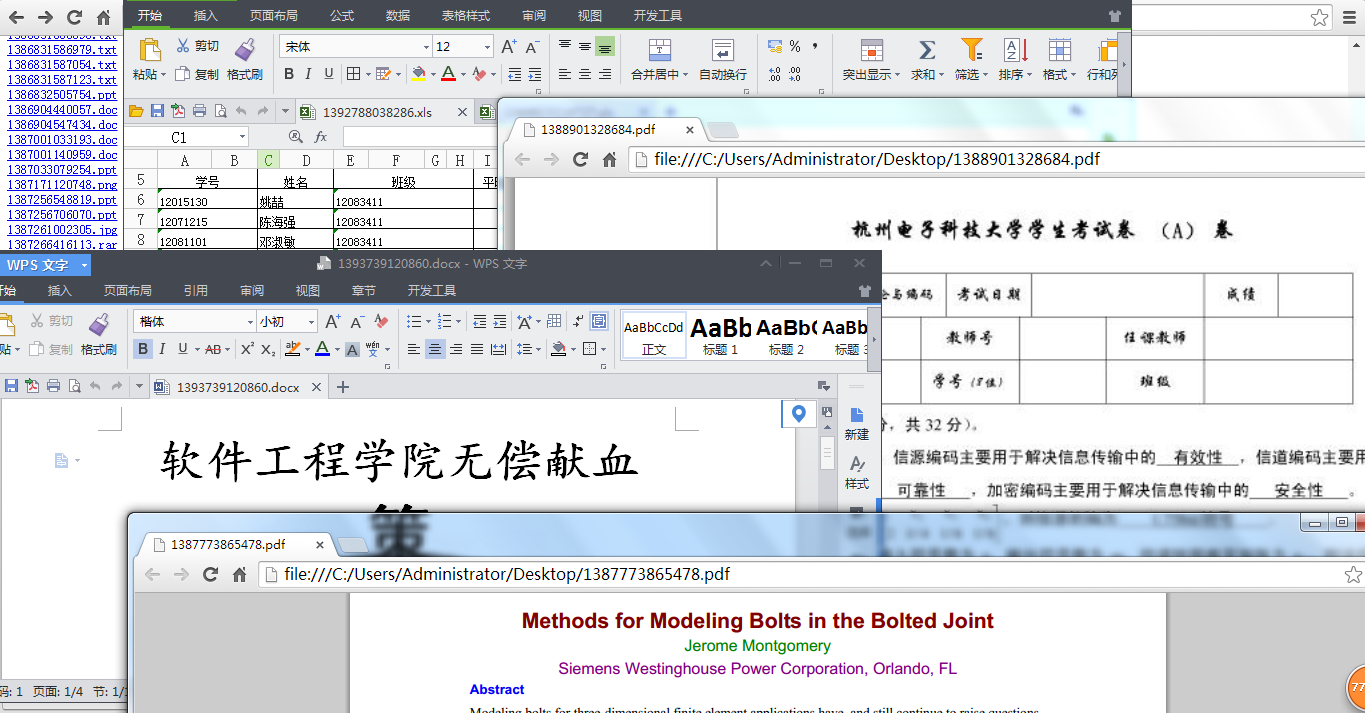 开始 插入 页面布局 公式 数据 表格样式 审阅 视图 开发工具
剪切
宋体 12
粘贴 复制 格式刷
B I U A
合并居中 自动换行
突出显示 求和 筛选 排序 格式 行和列
1386831586979.txt
1386831587054.txt
1386831587123.txt
1386832505754.ppt
1386904440057.doc
1386904547434.doc
1387001033193.doc
1387001140959.doc
1387033079254.ppt
1387171120748.png
1387256548819.ppt
1387256706070.ppt
1387261002305.jpg
1387266416113.rar
1392788038286.xls
C1 fx
A B C D E F G H I
5 学号 姓名 班级
6 12015130 姚喆 12083411
7 12071215 陈海强 12083411
8 12081101 邓淑敏 12083411
1388901328684.pdf
file:///C:/Users/Administrator/Desktop/1388901328684.pdf
杭州电子科技大学学生考试卷 （A） 卷
与编码 考试日期 成绩
教师号 任课教师
学号（8位） 班级
，共 32 分）。
信源编码主要用于解决信息传输中的 有效性 ，信道编码主要用
可靠性 ，加密编码主要用于解决信息传输中的 安全性 。
WPS 文字
1393739120860.docx - WPS 文字
插入 页面布局 引用 审阅 视图 章节 开发工具
剪切
楷体 小初
复制 格式刷
B I U AB X² X₂ A A wén
AaBbCcDd AaBb AaBb( AaBb
正文 标题 1 标题 2 标题 3
1393739120860.docx
新建
样式
软件工程学院无偿献血
策
码: 1 页面: 1/4 节: 1/1
1387773865478.pdf
file:///C:/Users/Administrator/Desktop/1387773865478.pdf
Methods for Modeling Bolts in the Bolted Joint
Jerome Montgomery
Siemens Westinghouse Power Corporation, Orlando, FL
Abstract
Modeling bolts for three-dimensional finite element applications have, and still continue to raise questions
77